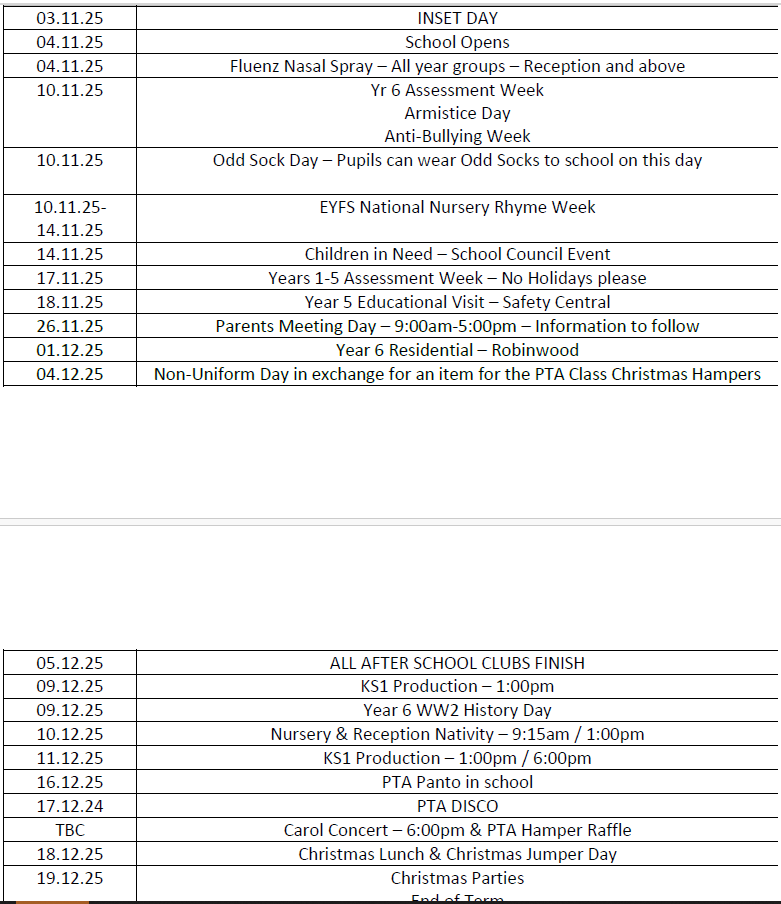 03.11.25 INSET DAY
04.11.25 School Opens
04.11.25 Fluenz Nasal Spray – All year groups – Reception and above
10.11.25 Yr 6 Assessment Week
Armistice Day
Anti-Bullying Week
10.11.25 Odd Sock Day – Pupils can wear Odd Socks to school on this day
10.11.25- EYFS National Nursery Rhyme Week
14.11.25
14.11.25 Children in Need – School Council Event
17.11.25 Years 1-5 Assessment Week – No Holidays please
18.11.25 Year 5 Educational Visit – Safety Central
26.11.25 Parents Meeting Day – 9:00am-5:00pm – Information to follow
01.12.25 Year 6 Residential – Robinwood
04.12.25 Non-Uniform Day in exchange for an item for the PTA Class Christmas Hampers
05.12.25 ALL AFTER SCHOOL CLUBS FINISH
09.12.25 KS1 Production – 1:00pm
09.12.25 Year 6 WW2 History Day
10.12.25 Nursery & Reception Nativity – 9:15am / 1:00pm
11.12.25 KS1 Production – 1:00pm / 6:00pm
16.12.25 PTA Panto in school
17.12.24 PTA DISCO
TBC Carol Concert – 6:00pm & PTA Hamper Raffle
18.12.25 Christmas Lunch & Christmas Jumper Day
19.12.25 Christmas Parties
End of Term